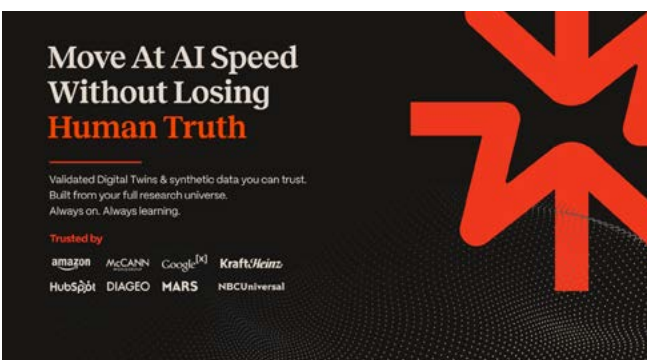 Move At AI Speed
Without Losing
Human Truth
Validated Digital Twins & synthetic data you can trust.
Built from your full research universe.
Always on. Always learning.
Trusted by
amazon McCANN Google[x] KraftHeinz
HubSpot DIAGEO MARS NBCUniversal